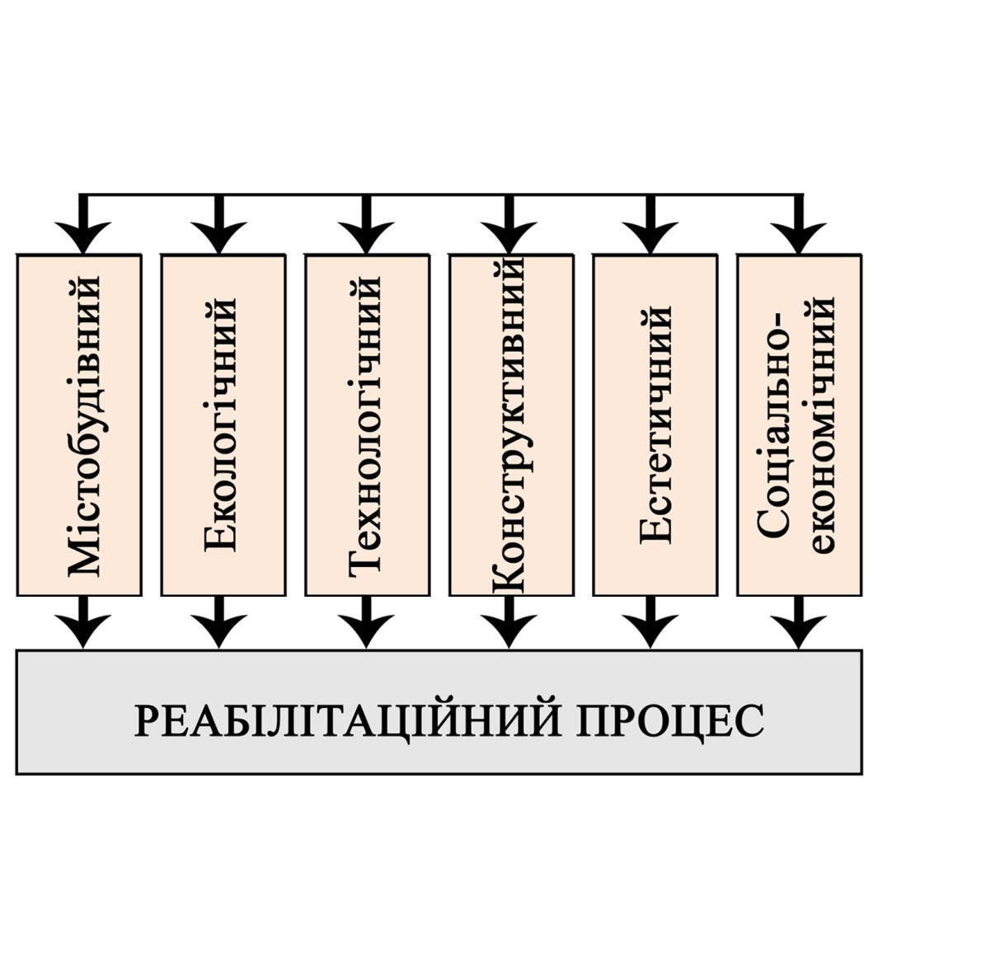 Містобудівний
Екологічний
Технологічний
Конструктивний
Естетичний
Соціально-
економічний
РЕАБІЛІТАЦІЙНИЙ ПРОЦЕС